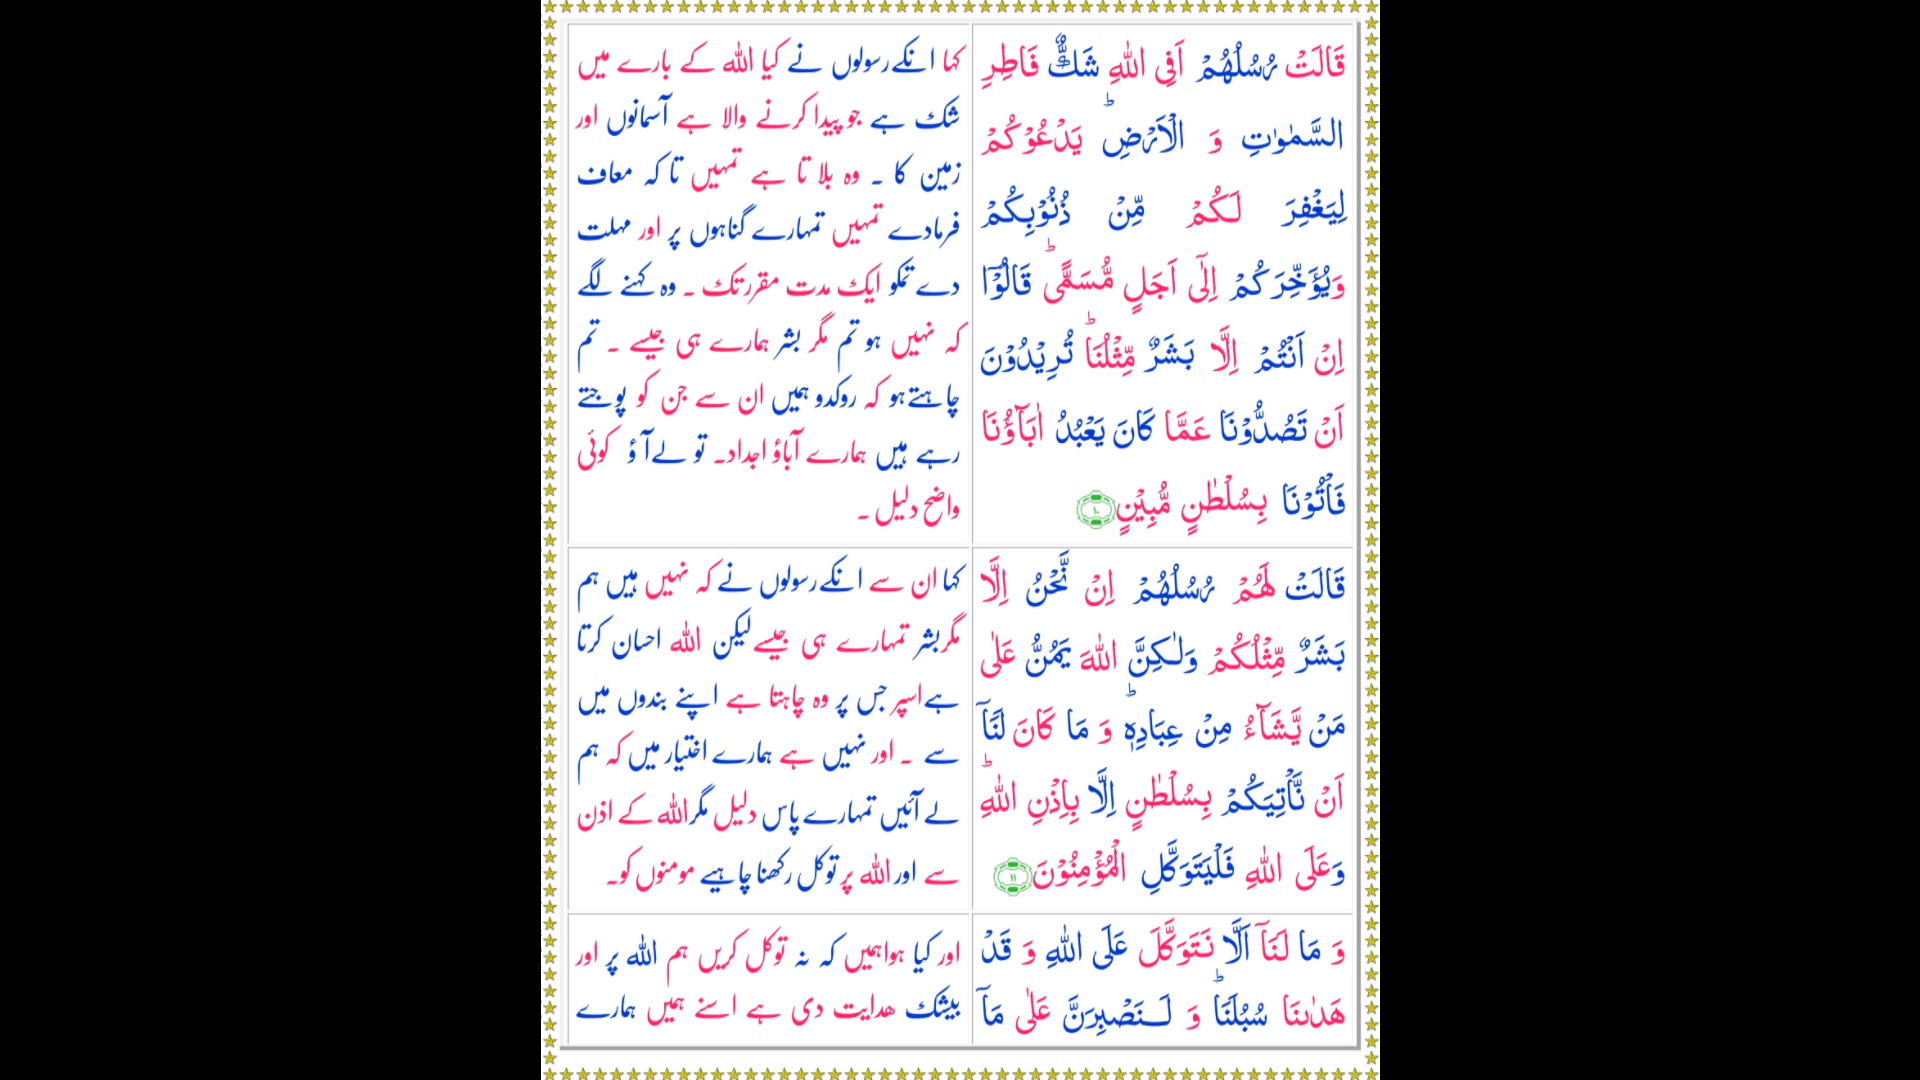 قَالَتْ رُسُلُهُمْ اَفِی اللّٰهِ شَكٌّ فَاطِرِ
السَّمٰوٰتِ وَ الْاَرْضِ ؕ یَدْعُوْكُمْ
لِیَغْفِرَ لَكُمْ مِّنْ ذُنُوْبِكُمْ
وَیُؤَخِّرَكُمْ اِلٰۤی اَجَلٍ مُّسَمًّی ؕ قَالُوْۤا
اِنْ اَنْتُمْ اِلَّا بَشَرٌ مِّثْلُنَا ؕ تُرِیْدُوْنَ
اَنْ تَصُدُّوْنَا عَمَّا كَانَ یَعْبُدُ اٰبَآؤُنَا
فَاْتُوْنَا بِسُلْطٰنٍ مُّبِیْنٍ ۱۰
کہا انکے رسولوں نے کیا اللہ کے بارے میں
شک ہے جو پیدا کرنے والا ہے آسمانوں اور
زمین کا ۔ وہ بلا تا ہے تمہیں تا کہ معاف
فرمادے تمہیں تمہارے گناہوں پر اور مہلت
دے تمکو ایک مدت مقرر تک ۔ وہ کہنے لگے
کہ نہیں ہو تم مگر بشر ہمارے ہی جیسے ۔ تم
چاہتے ہو کہ روکدو ہمیں ان سے جن کو پوجتے
رہے ہیں ہمارے آباؤ اجداد۔ تو لے آ ؤ کوئی
واضح دلیل ۔
قَالَتْ لَهُمْ رُسُلُهُمْ اِنْ نَّحْنُ اِلَّا
بَشَرٌ مِّثْلُكُمْ وَلٰكِنَّ اللّٰهَ یَمُنُّ عَلٰی
مَنْ یَّشَآءُ مِنْ عِبَادِهٖ ؕ وَ مَا كَانَ لَنَاۤ
اَنْ نَّاْتِیَكُمْ بِسُلْطٰنٍ اِلَّا بِاِذْنِ اللّٰهِ ؕ
وَعَلَی اللّٰهِ فَلْیَتَوَكَّلِ الْمُؤْمِنُوْنَ ۱۱
کہا ان سے انکے رسولوں نے کہ نہیں ہیں ہم
مگر بشر تمہارے ہی جیسے لیکن اللہ احسان کرتا
ہے اسپر جس پر وہ چاہتا ہے اپنے بندوں میں
سے ۔ اور نہیں ہے ہمارے اختیار میں کہ ہم
لے آئیں تمہارے پاس دلیل مگر اللہ کے اذن
سے اور اللہ پر توکل رکھنا چاہیے مومنوں کو۔
وَ مَا لَنَاۤ اَلَّا نَتَوَكَّلَ عَلَی اللّٰهِ وَ قَدْ
هَدٰىنَا سُبُلَنَا ؕ وَ لَـنَصْبِرَنَّ عَلٰی مَاۤ
اور کیا ہوا ہمیں کہ نہ توکل کریں ہم اللہ پر اور
بیشک ھدایت دی ہے اسنے ہمیں ہمارے